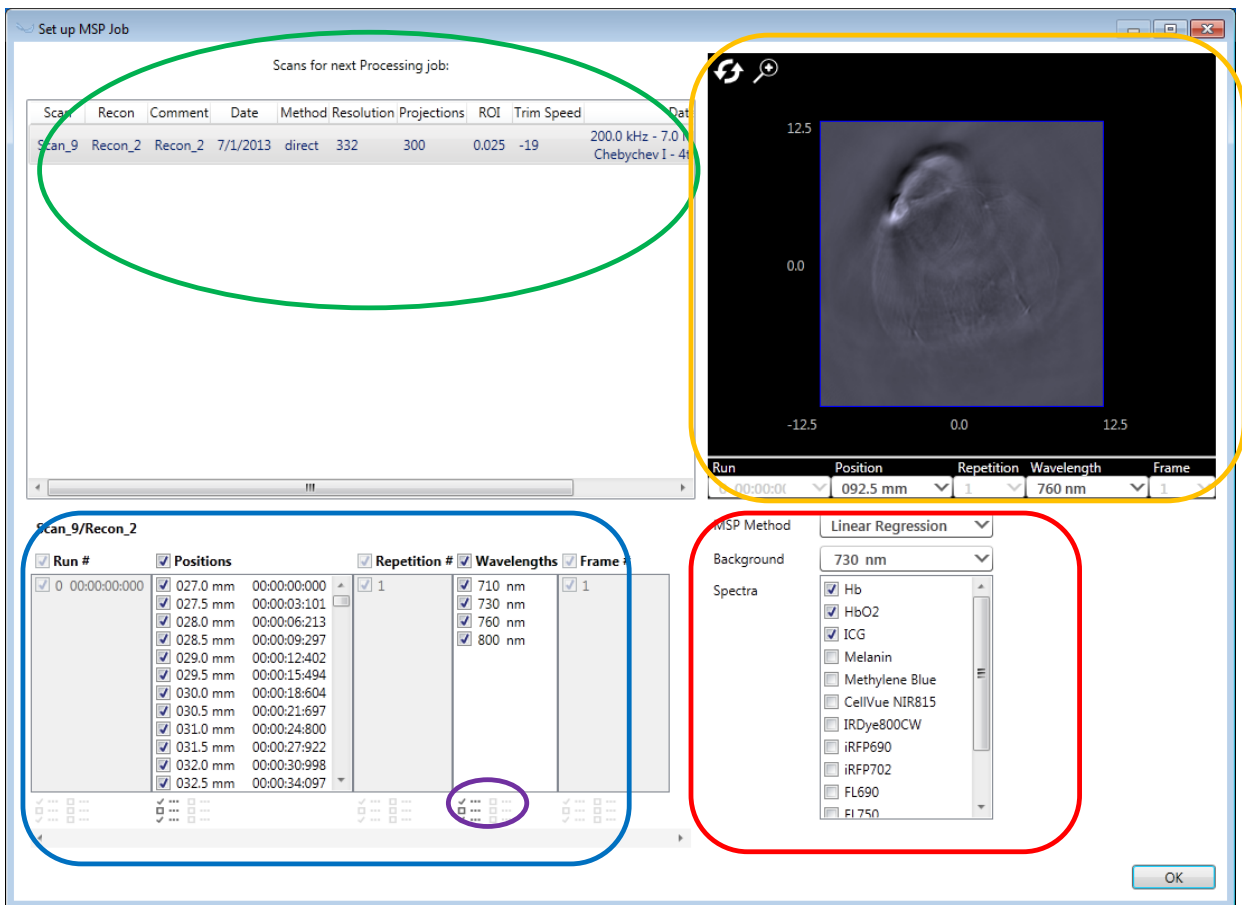 Set up MSP Job
Scans for next Processing job:
Scan Recon Comment Date Method Resolution Projections ROI Trim Speed Dat
Scan_9 Recon_2 Recon_2 7/1/2013 direct 332 300 0.025 -19 200.0 kHz - 7.0
Chebychev I - 4t
12.5
0.0
-12.5 0.0 12.5
Run Position Repetition Wavelength Frame
092.5 mm 1 760 nm 1
Scan_9/Recon_2
Run # Positions Repetition # Wavelengths Frame #
0 00:00:00:000 027.0 mm 00:00:00:000 1 710 nm 1
027.5 mm 00:00:03:101 730 nm
028.0 mm 00:00:06:213 760 nm
028.5 mm 00:00:09:297 800 nm
029.0 mm 00:00:12:402
029.5 mm 00:00:15:494
030.0 mm 00:00:18:604
030.5 mm 00:00:21:697
031.0 mm 00:00:24:800
031.5 mm 00:00:27:922
032.0 mm 00:00:30:998
032.5 mm 00:00:34:097
MSP Method Linear Regression
Background 730 nm
Spectra Hb
HbO2
ICG
Melanin
Methylene Blue
CellVue NIR815
IRDye800CW
iRFP690
iRFP702
FL690
FL750
OK